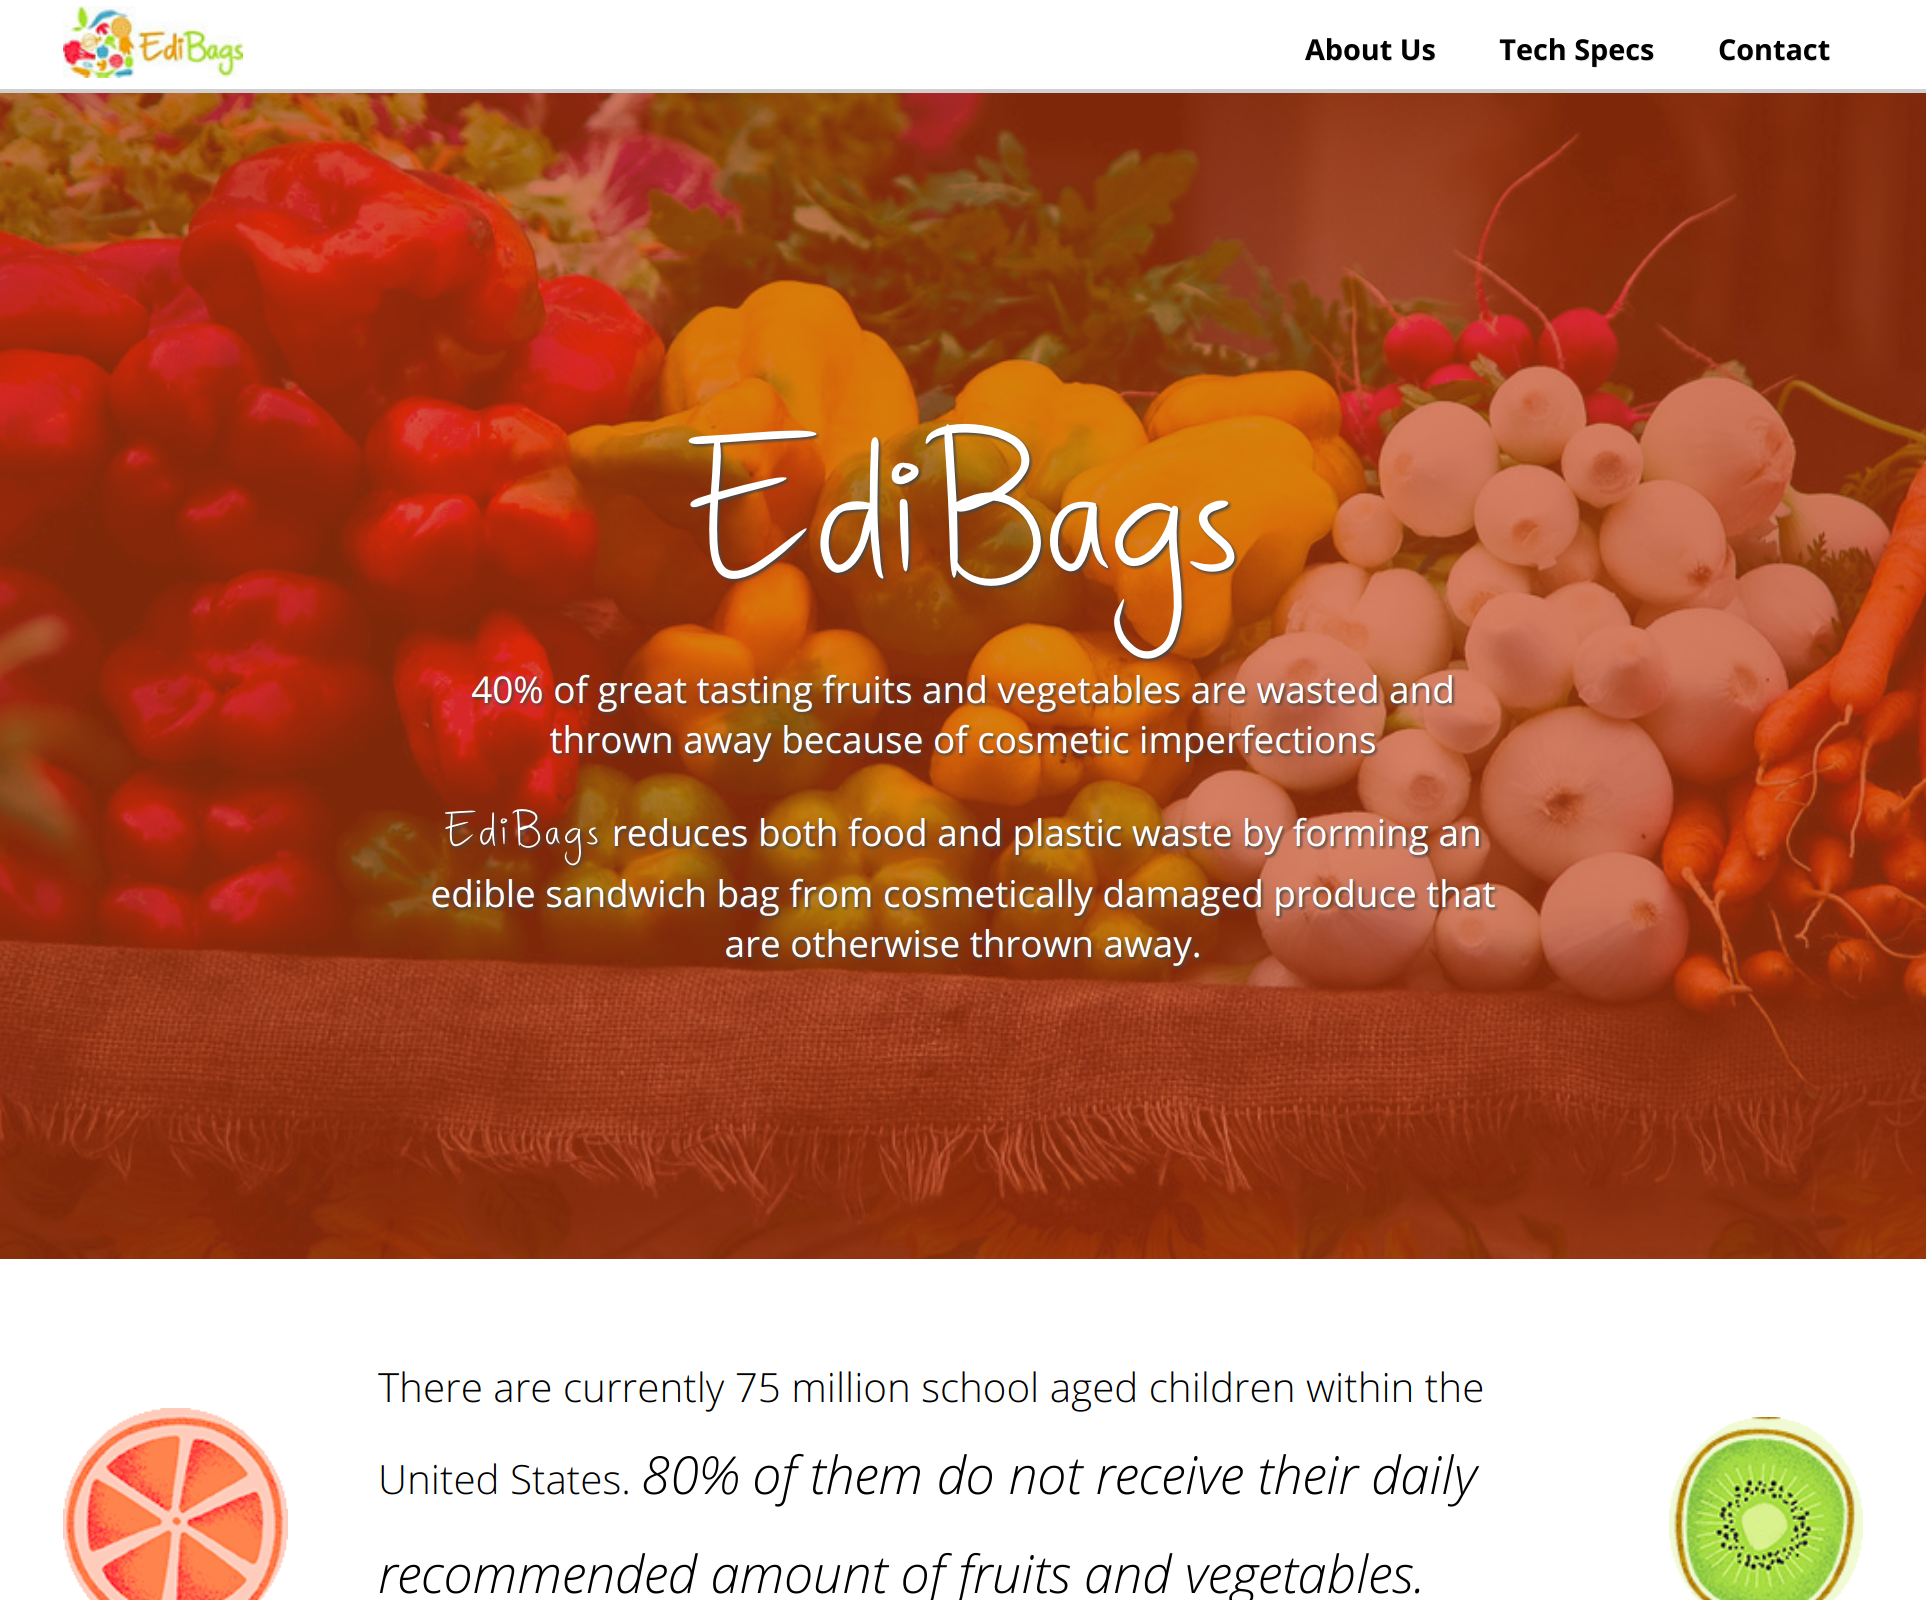 EdiBags
About Us Tech Specs Contact
EdiBags
40% of great tasting fruits and vegetables are wasted and
thrown away because of cosmetic imperfections
EdiBags reduces both food and plastic waste by forming an
edible sandwich bag from cosmetically damaged produce that
are otherwise thrown away.
There are currently 75 million school aged children within the
United States. 80% of them do not receive their daily
recommended amount of fruits and vegetables.